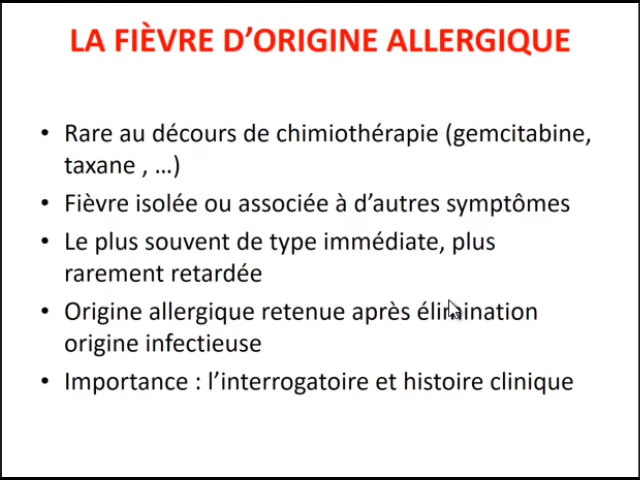 LA FIÈVRE D’ORIGINE ALLERGIQUE
• Rare au décours de chimiothérapie (gemcitabine,
taxane , …)
• Fièvre isolée ou associée à d’autres symptômes
• Le plus souvent de type immédiate, plus
rarement retardée
• Origine allergique retenue après élimination
origine infectieuse
• Importance : l’interrogatoire et histoire clinique